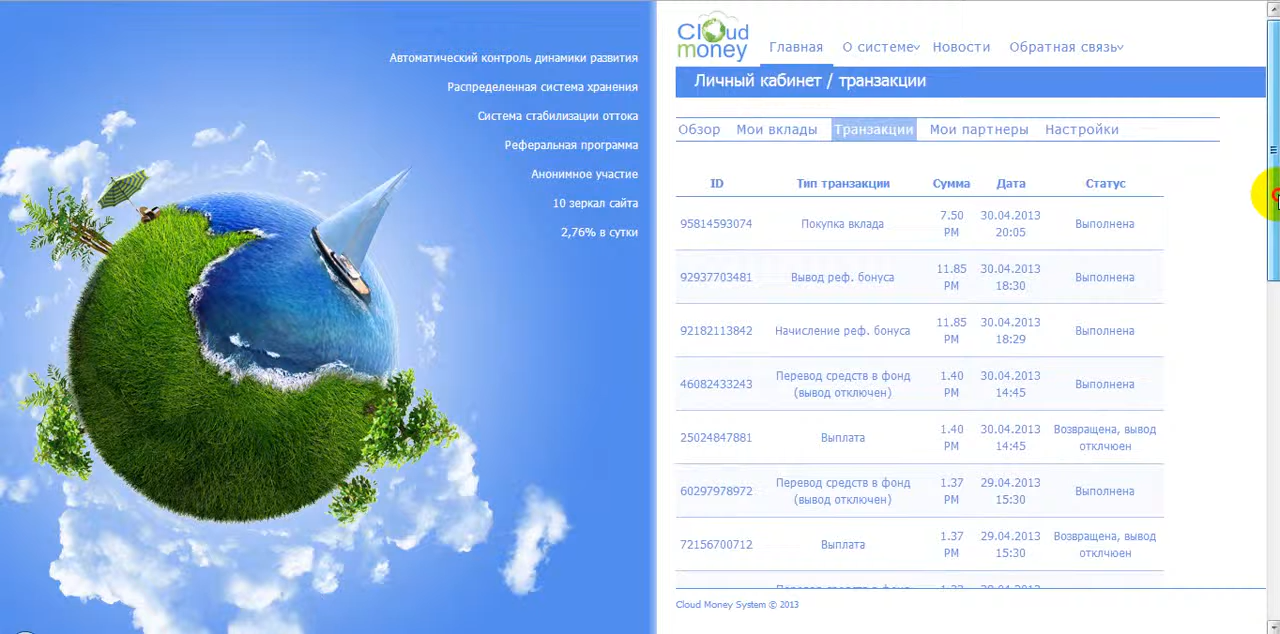 Автоматический контроль динамики развития
Распределенная система хранения
Система стабилизации оттока
Реферальная программа
Анонимное участие
10 зеркал сайта
2,76% в сутки
Cloud
money
Главная О системе Новости Обратная связь
Личный кабинет / транзакции
Обзор Мои вклады Транзакции Мои партнеры Настройки
ID Тип транзакции Сумма Дата Статус
95814593074 Покупка вклада 7.50 PM 30.04.2013 20:05 Выполнена
92937703481 Вывод реф. бонуса 11.85 PM 30.04.2013 18:30 Выполнена
92182113842 Начисление реф. бонуса 11.85 PM 30.04.2013 18:29 Выполнена
46082433243 Перевод средств в фонд (вывод отключен) 1.40 PM 30.04.2013 14:45 Выполнена
25024847881 Выплата 1.40 PM 30.04.2013 14:45 Возвращена, вывод отклчюен
60297978972 Перевод средств в фонд (вывод отключен) 1.37 PM 29.04.2013 15:30 Выполнена
72156700712 Выплата 1.37 PM 29.04.2013 15:30 Возвращена, вывод отклчюен
Cloud Money System © 2013